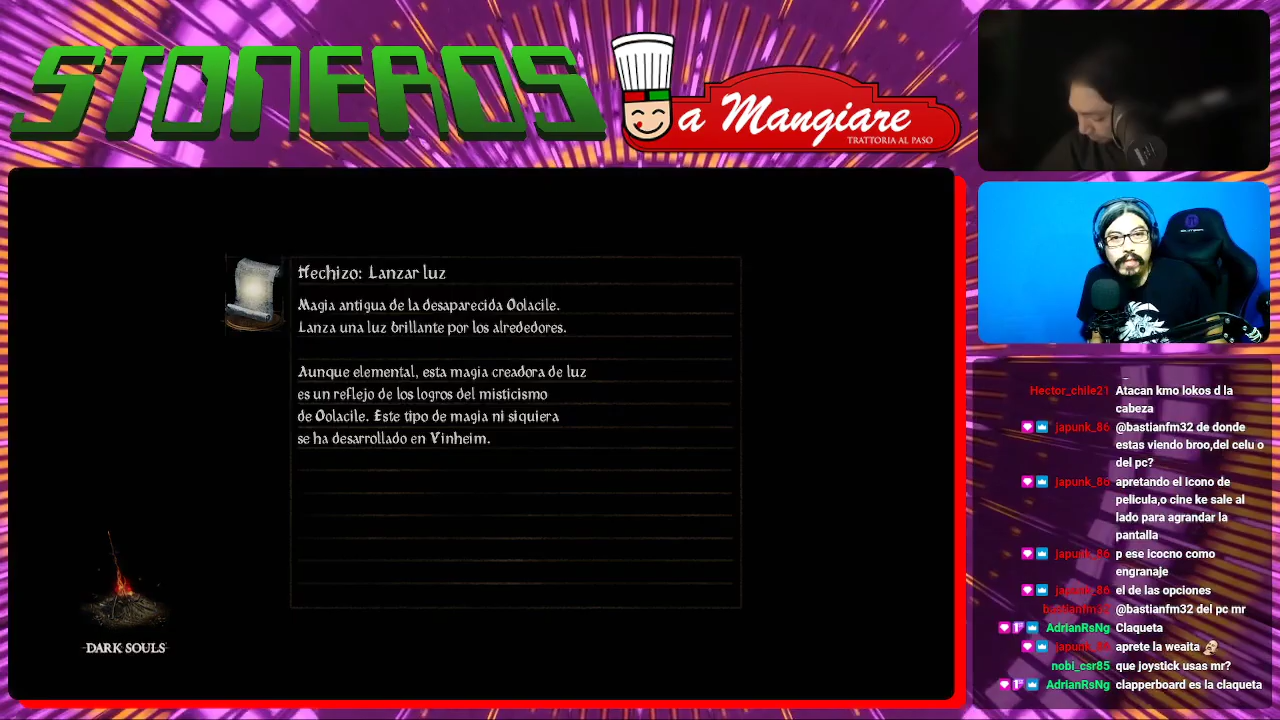 STONEROS
a Mangiare
TRATTORIA AL PASO
Hechizo: Lanzar luz
Magia antigua de la desaparecida Oolacile.
Lanza una luz brillante por los alrededores.
Aunque elemental, esta magia creadora de luz
es un reflejo de los logros del misticismo
de Oolacile. Este tipo de magia ni siquiera
se ha desarrollado en Vinheim.
DARK SOULS
Hector_chile21 Atacan kmo lokos d la
cabeza
japunk_86 @bastianfm32 de donde
estas viendo broo,del celu o
del pc?
japunk_86 apretando el icono de
pelicula,o cine ke sale al
lado para agrandar la
pantalla
japunk_86 p ese icocno como
engranaje
japunk_86 el de las opciones
bastianfm32 @bastianfm32 del pc mr
AdrianRsNg Claqueta
japunk_86 aprete la weaita
nobi_csr85 que joystick usas mr?
AdrianRsNg clapperboard es la claqueta